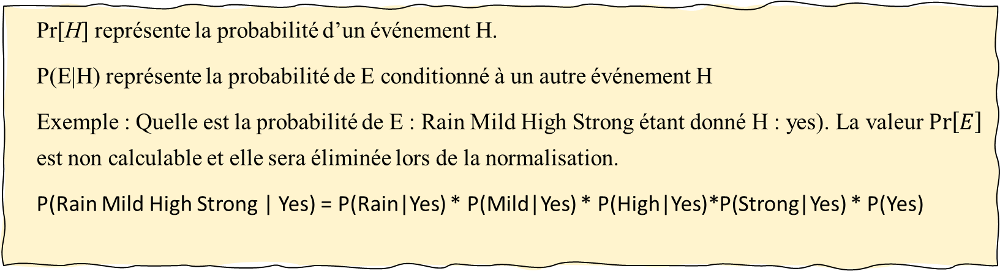 Pr[H] représente la probabilité d’un événement H.
P(E|H) représente la probabilité de E conditionné à un autre événement H
Exemple : Quelle est la probabilité de E : Rain Mild High Strong étant donné H : yes). La valeur Pr[E]
est non calculable et elle sera éliminée lors de la normalisation.
P(Rain Mild High Strong | Yes) = P(Rain|Yes) * P(Mild|Yes) * P(High|Yes)*P(Strong|Yes) * P(Yes)